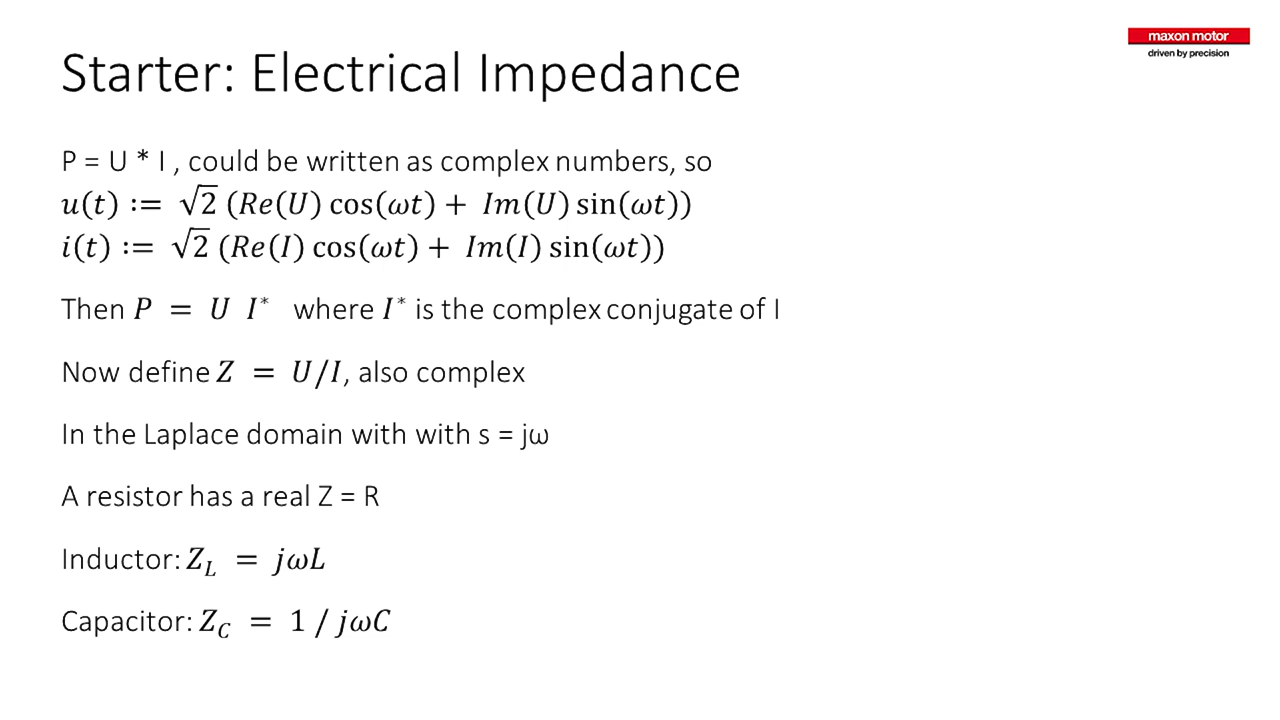 maxon motor
driven by precision
Starter: Electrical Impedance
P = U * I , could be written as complex numbers, so
u(t) := √2 (Re(U) cos(ωt) + Im(U) sin(ωt))
i(t) := √2 (Re(I) cos(ωt) + Im(I) sin(ωt))
Then P = U I* where I* is the complex conjugate of I
Now define Z = U/I, also complex
In the Laplace domain with with s = jω
A resistor has a real Z = R
Inductor: Z_L = jωL
Capacitor: Z_C = 1 / jωC